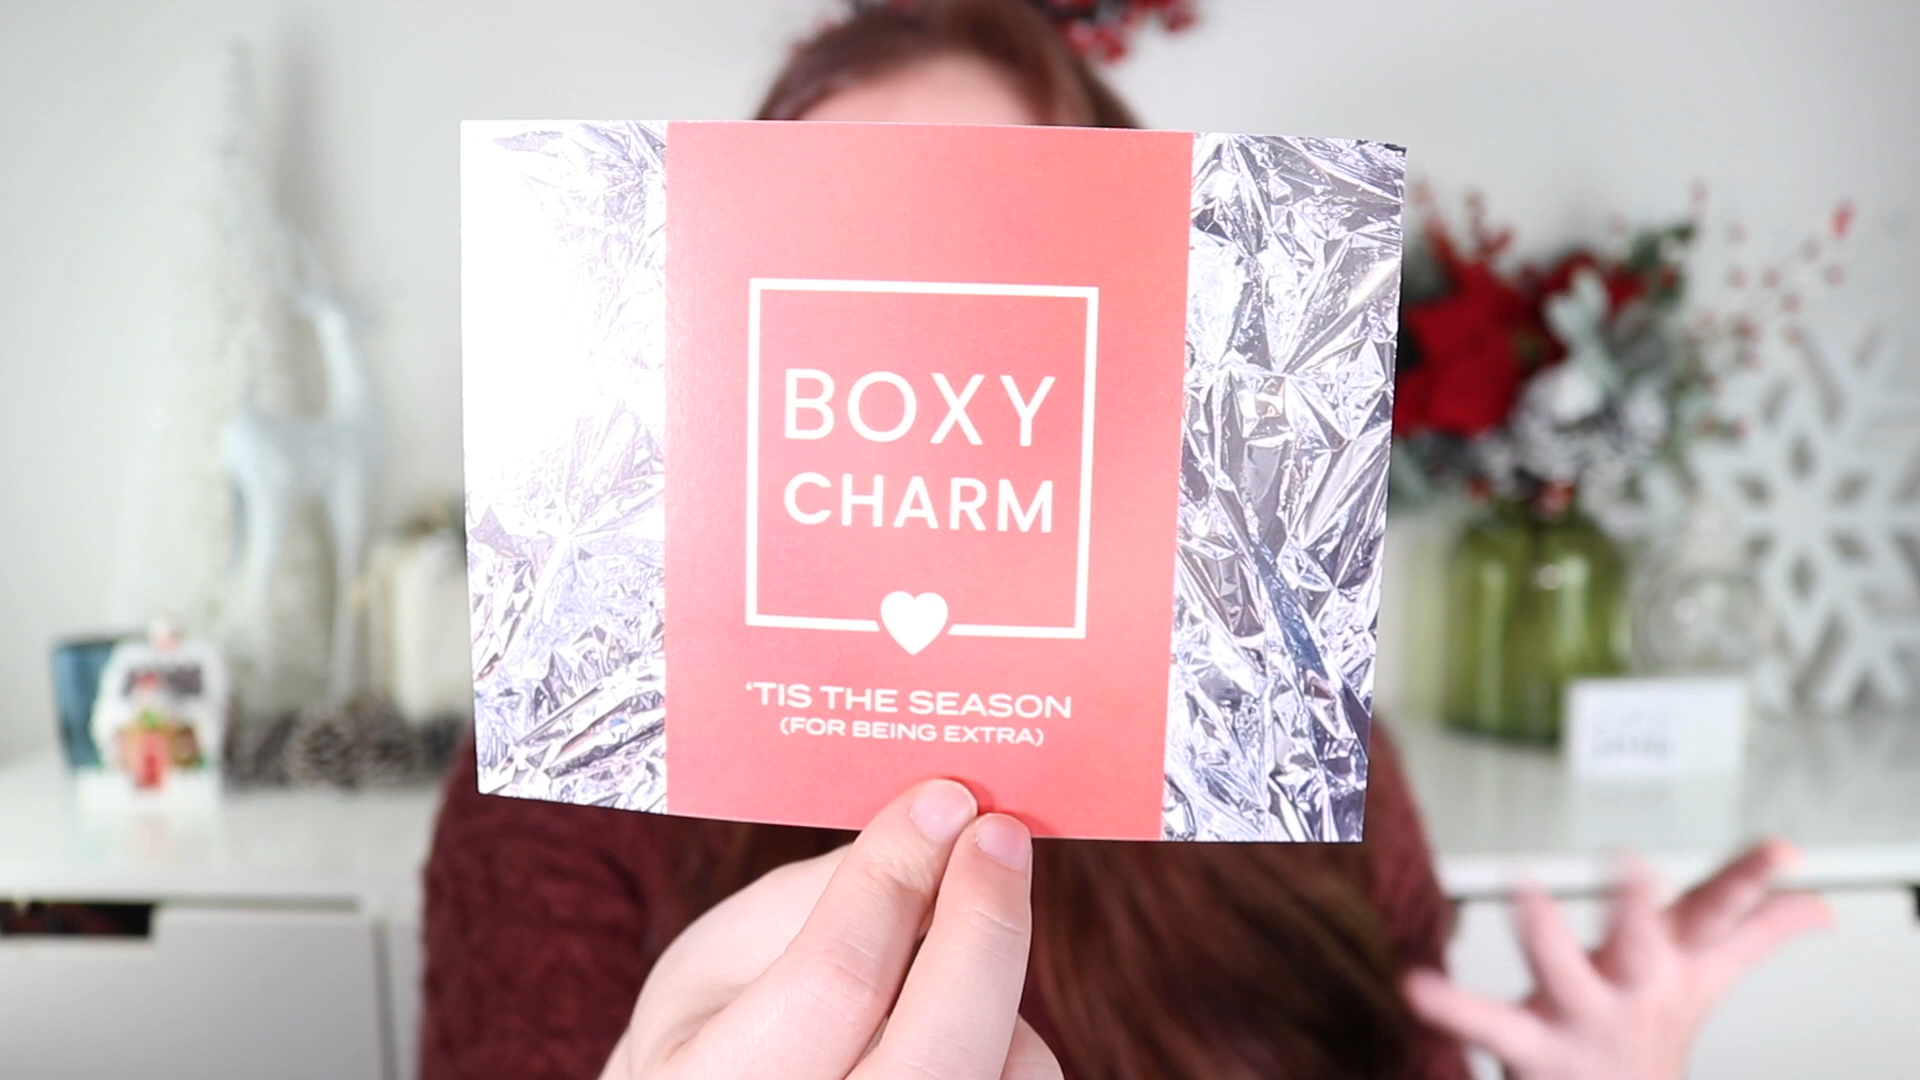 BOXY
CHARM
‘TIS THE SEASON
(FOR BEING EXTRA)